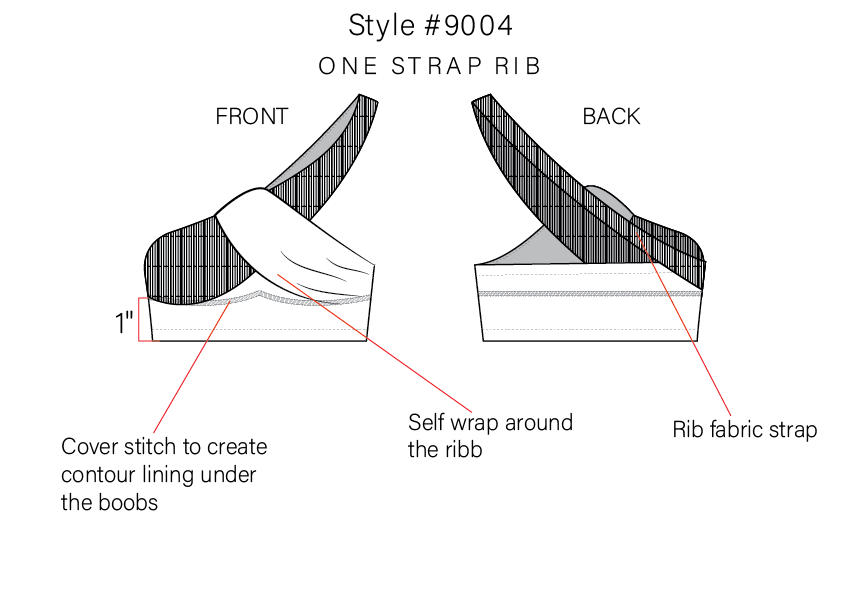 Style #9004
ONE STRAP RIB
FRONT
BACK
1"
Cover stitch to create
contour lining under
the boobs
Self wrap around
the ribb
Rib fabric strap